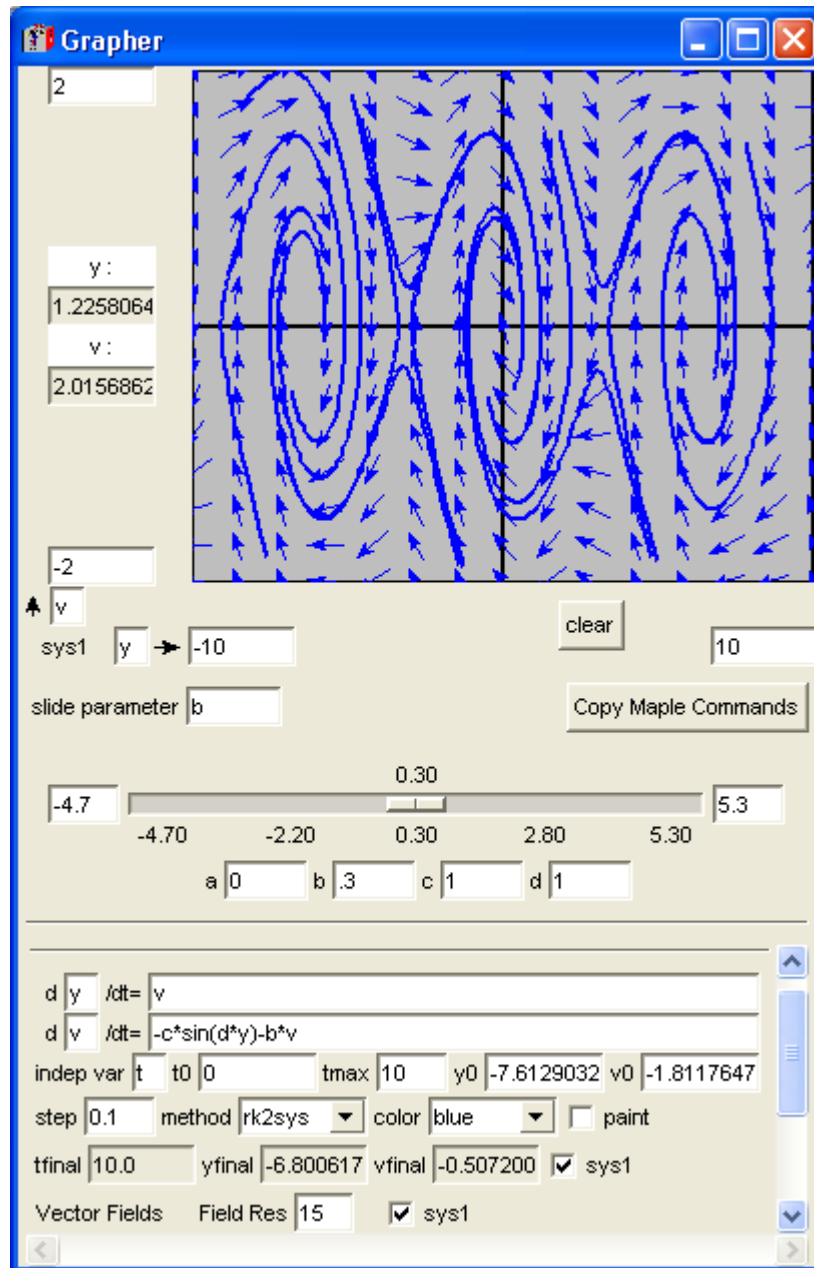 Grapher
2
y :
1.2258064
v :
2.0156862
-2
v
sys1 y -10 clear 10
slide parameter b Copy Maple Commands
0.30
-4.7 5.3
-4.70 -2.20 0.30 2.80 5.30
a 0 b .3 c 1 d 1
d y /dt= v
d v /dt= -c*sin(d*y)-b*v
indep var t t0 0 tmax 10 y0 -7.6129032 v0 -1.8117647
step 0.1 method rk2sys color blue paint
tfinal 10.0 yfinal -6.800617 vfinal -0.507200 sys1
Vector Fields Field Res 15 sys1